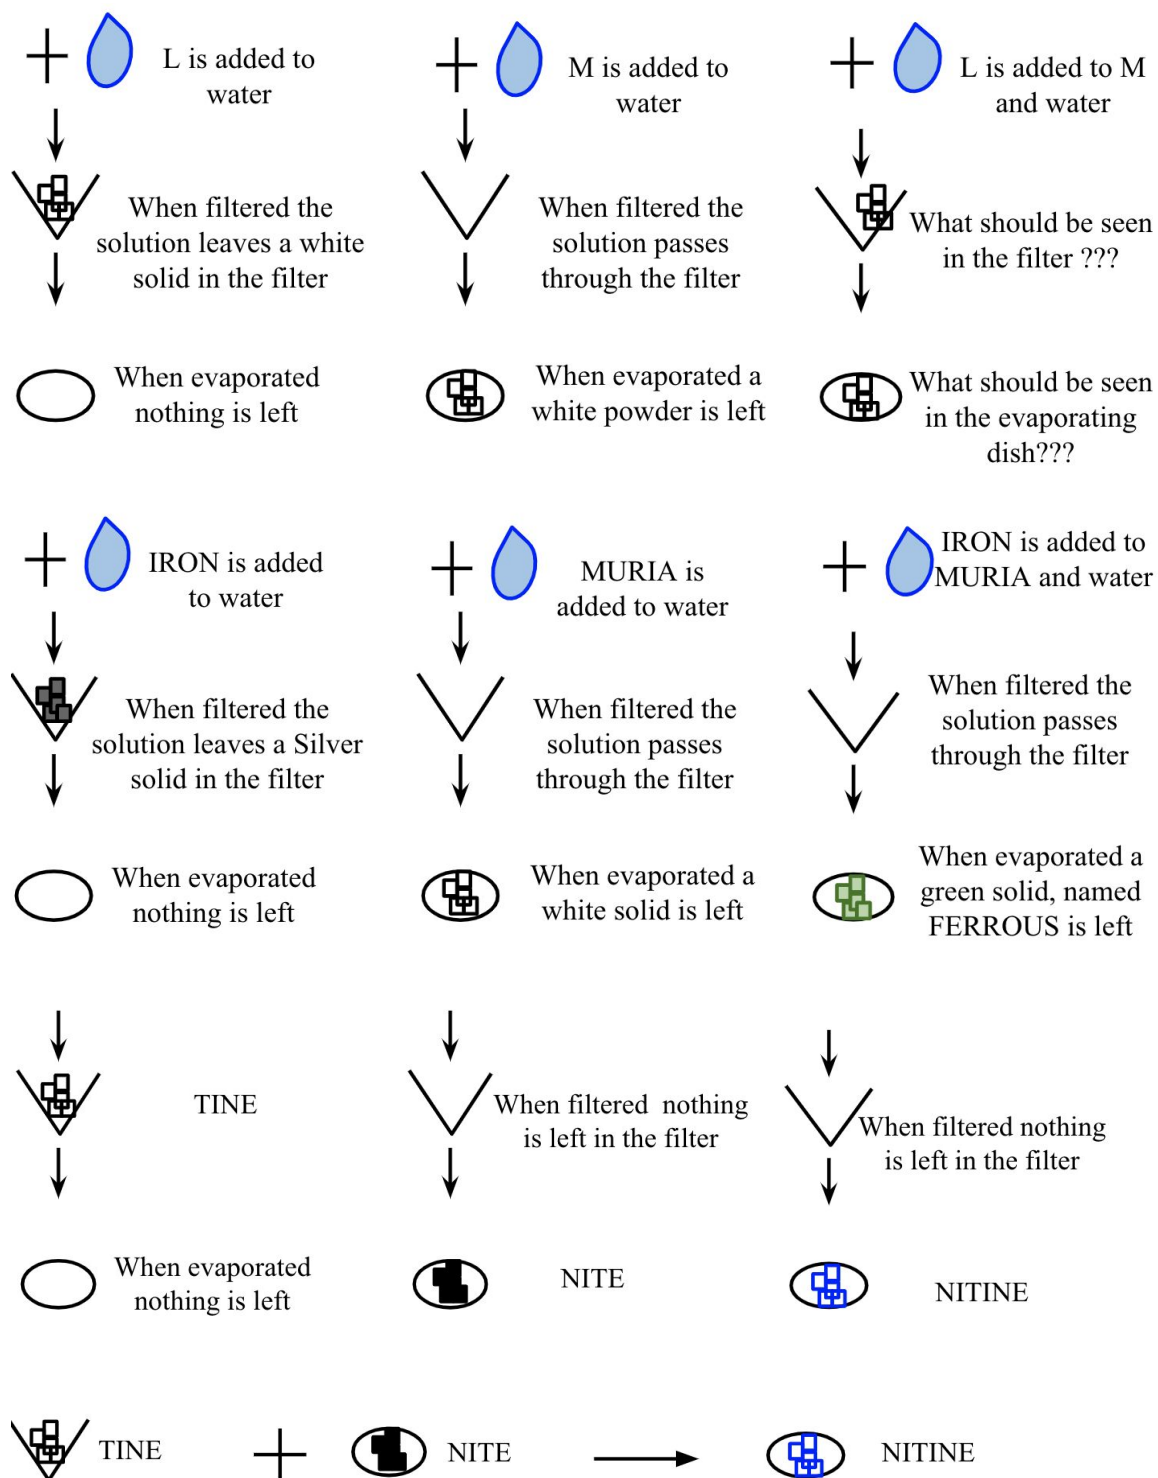 L is added to
water
M is added to
water
L is added to M
and water
When filtered the
solution leaves a white
solid in the filter
When filtered the
solution passes
through the filter
What should be seen
in the filter ???
When evaporated
nothing is left
When evaporated a
white powder is left
What should be seen
in the evaporating
dish???
IRON is added
to water
MURIA is
added to water
IRON is added to
MURIA and water
When filtered the
solution leaves a Silver
solid in the filter
When filtered the
solution passes
through the filter
When filtered the
solution passes
through the filter
When evaporated
nothing is left
When evaporated a
white solid is left
When evaporated a
green solid, named
FERROUS is left
TINE
When filtered nothing
is left in the filter
When filtered nothing
is left in the filter
When evaporated
nothing is left
NITE
NITINE
TINE
NITE
NITINE